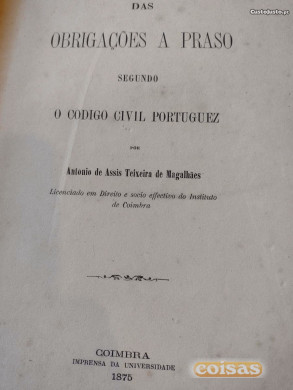 DAS
OBRIGAÇÕES A PRASO
SEGUNDO
O CODIGO CIVIL PORTUGUEZ
POR
Antonio de Assis Teixeira de Magalhães
Licenciado em Direito e socio effectivo do Instituto
de Coimbra
COIMBRA
IMPRENSA DA UNIVERSIDADE
1875
coisas